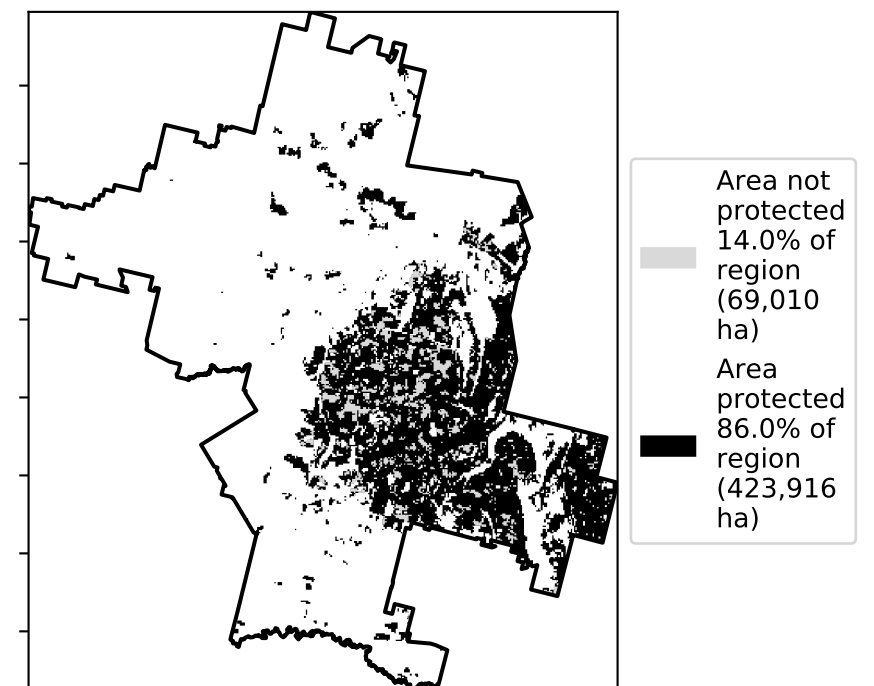 Area not
protected
14.0% of
region
(69,010
ha)
Area
protected
86.0% of
region
(423,916
ha)